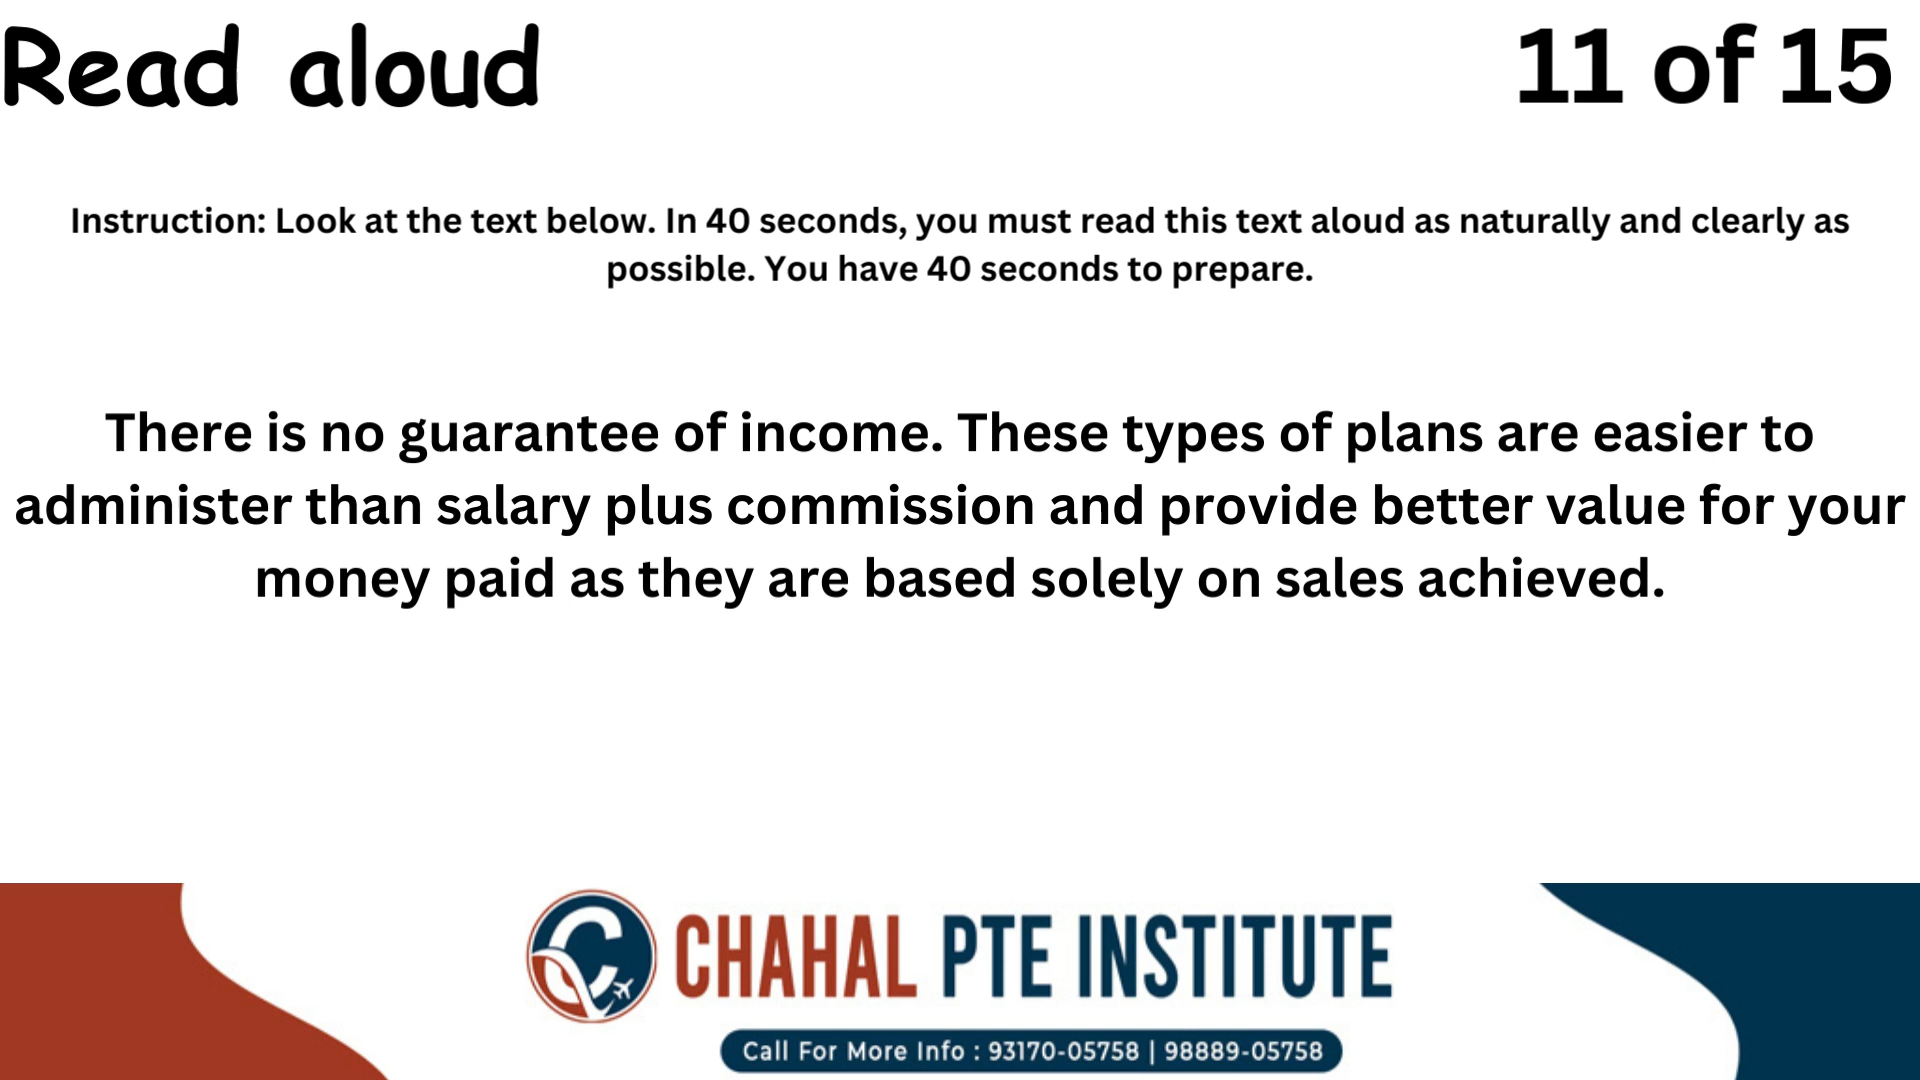 Read aloud
11 of 15
Instruction: Look at the text below. In 40 seconds, you must read this text aloud as naturally and clearly as
possible. You have 40 seconds to prepare.
There is no guarantee of income. These types of plans are easier to
administer than salary plus commission and provide better value for your
money paid as they are based solely on sales achieved.
CHAHAL PTE INSTITUTE
Call For More Info : 93170-05758 | 98889-05758